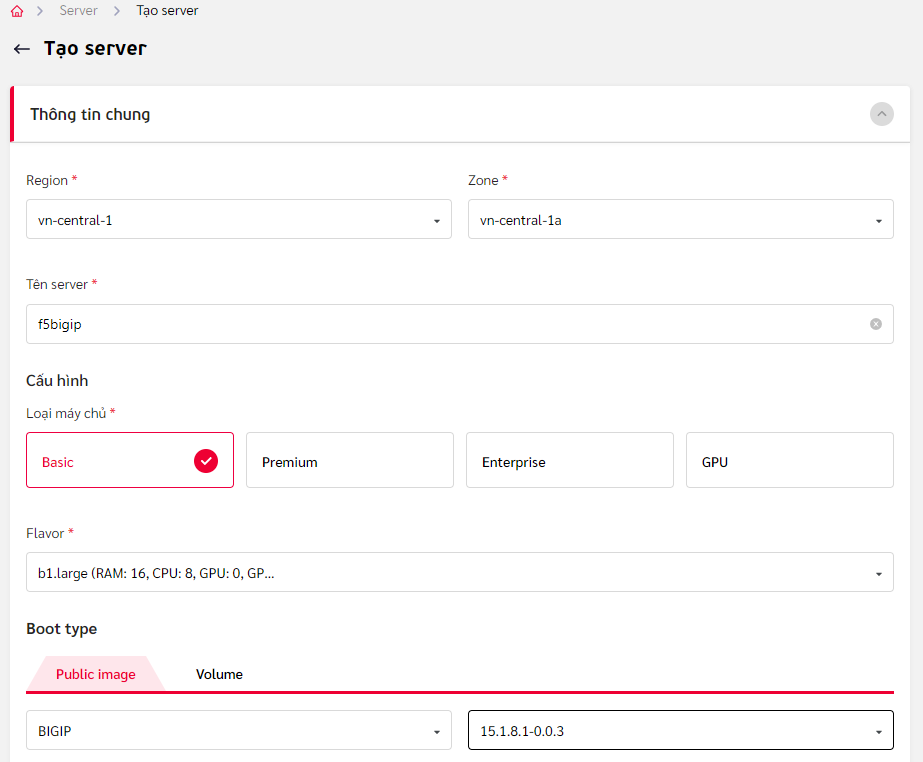 Server Tạo server
Tạo server
Thông tin chung
Region * Zone *
vn-central-1 vn-central-1a
Tên server *
f5bigip
Cấu hình
Loại máy chủ *
Basic Premium Enterprise GPU
Flavor *
b1.large (RAM: 16, CPU: 8, GPU: 0, GP...
Boot type
Public image Volume
BIGIP 15.1.8.1-0.0.3